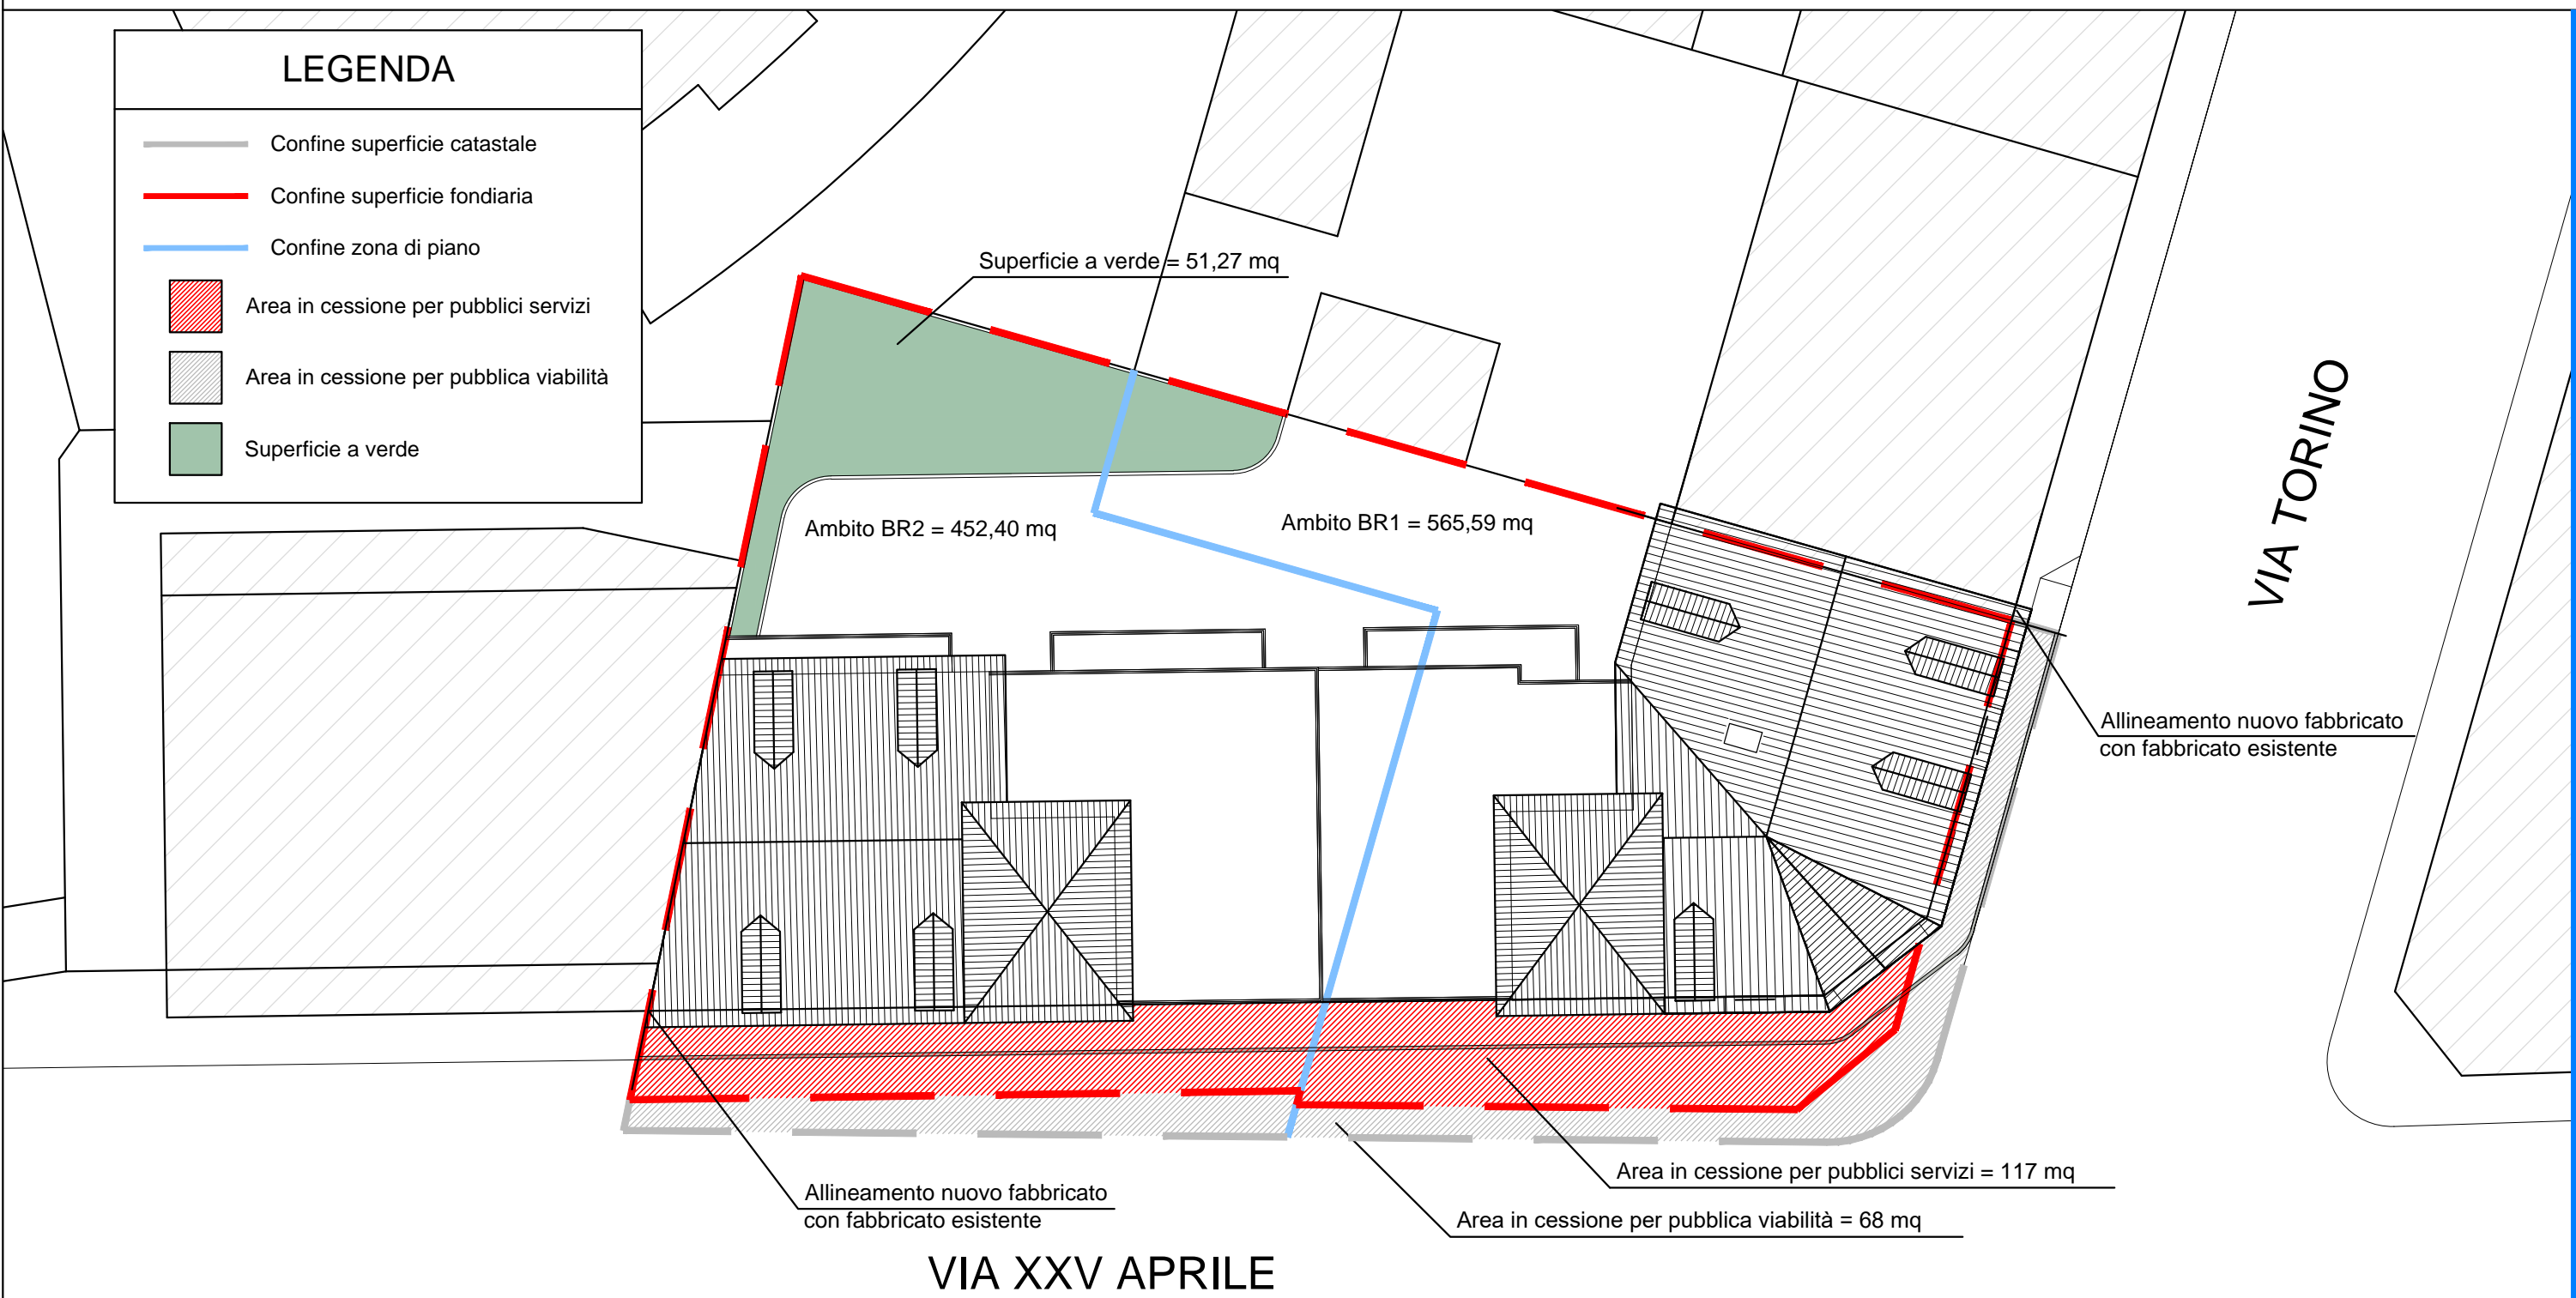 LEGENDA
Confine superficie catastale
Confine superficie fondiaria
Confine zona di piano
Area in cessione per pubblici servizi
Area in cessione per pubblica viabilità
Superficie a verde
Superficie a verde = 51,27 mq
Ambito BR2 = 452,40 mq
Ambito BR1 = 565,59 mq
VIA TORINO
Allineamento nuovo fabbricato
con fabbricato esistente
Area in cessione per pubblici servizi = 117 mq
Allineamento nuovo fabbricato
con fabbricato esistente
Area in cessione per pubblica viabilità = 68 mq
VIA XXV APRILE